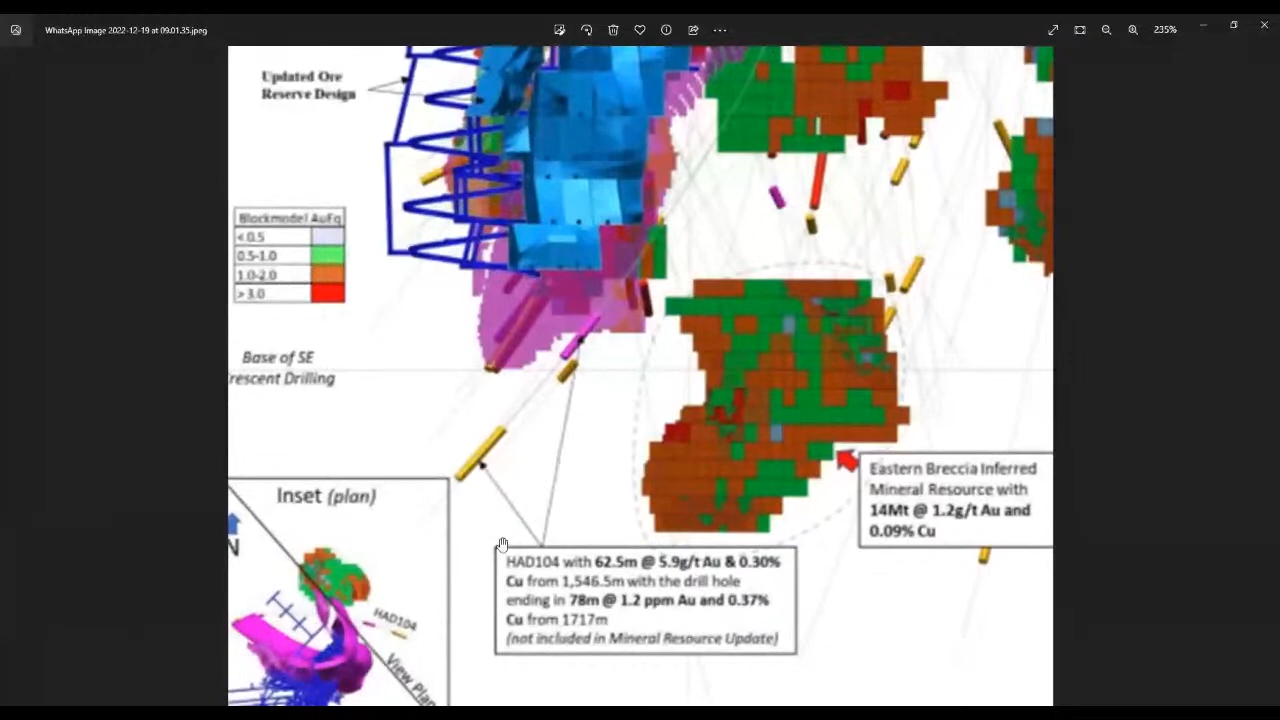 WhatsApp Image 2022-12-19 at 09.01.35.jpeg
235%
Updated Ore
Reserve Design
Blockmodel AuEq
<0.5
0.5-1.0
1.0-2.0
>3.0
Base of SE
rescent Drilling
Inset (plan)
N
HAD104
View Plan
HAD104 with 62.5m @ 5.9g/t Au & 0.30%
Cu from 1,546.5m with the drill hole
ending in 78m @ 1.2 ppm Au and 0.37%
Cu from 1717m
(not included in Mineral Resource Update)
Eastern Breccia Inferred
Mineral Resource with
14Mt @ 1.2g/t Au and
0.09% Cu